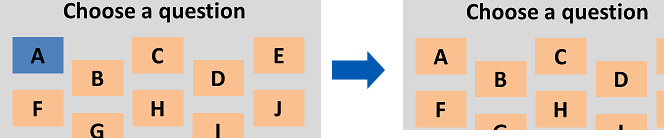 Choose a question
A C E
B D
F H J
G I
Choose a question
A C
B D
F H